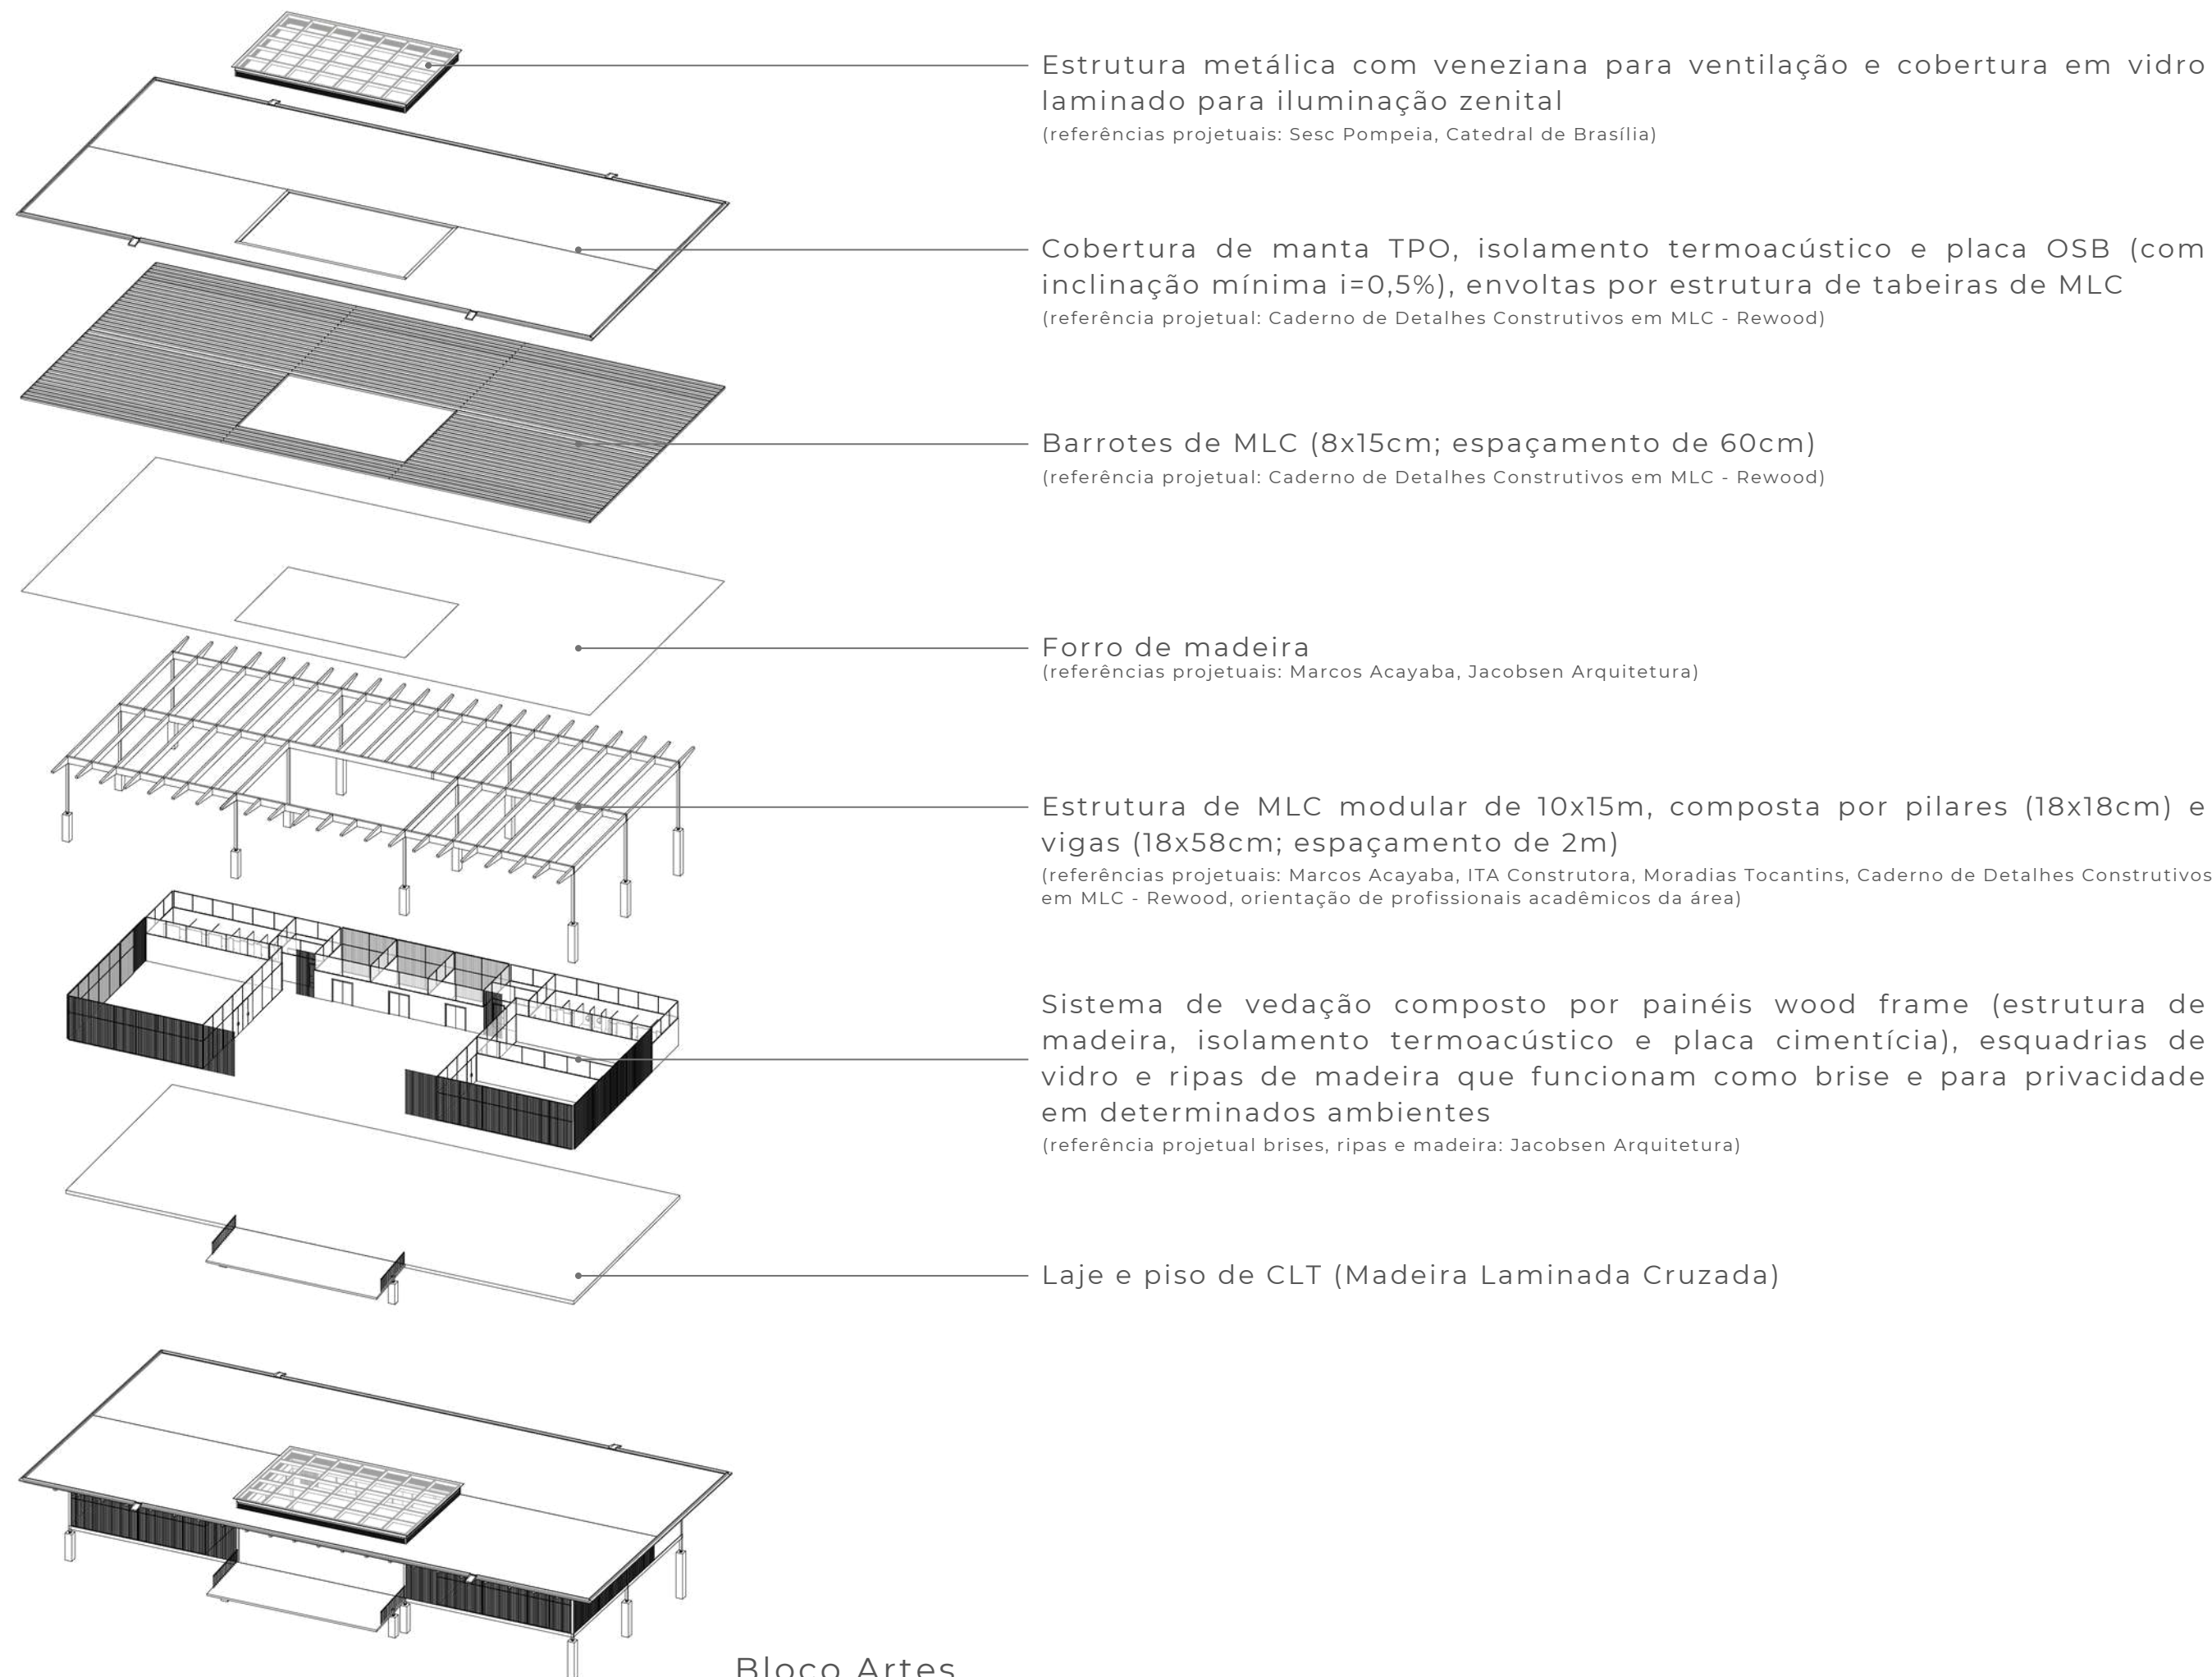 Estrutura metálica com veneziana para ventilação e cobertura em vidro
laminado para iluminação zenital
(referências projetuais: Sesc Pompeia, Catedral de Brasília)
Cobertura de manta TPO, isolamento termoacústico e placa OSB (com
inclinação mínima i=0,5%), envoltas por estrutura de tabeiras de MLC
(referência projetual: Caderno de Detalhes Construtivos em MLC - Rewood)
Barrotes de MLC (8x15cm; espaçamento de 60cm)
(referência projetual: Caderno de Detalhes Construtivos em MLC - Rewood)
Forro de madeira
(referências projetuais: Marcos Acayaba, Jacobsen Arquitetura)
Estrutura de MLC modular de 10x15m, composta por pilares (18x18cm) e
vigas (18x58cm; espaçamento de 2m)
(referências projetuais: Marcos Acayaba, ITA Construtora, Moradias Tocantins, Caderno de Detalhes Construtivos
em MLC - Rewood, orientação de profissionais acadêmicos da área)
Sistema de vedação composto por painéis wood frame (estrutura de
madeira, isolamento termoacústico e placa cimentícia), esquadrias de
vidro e ripas de madeira que funcionam como brise e para privacidade
em determinados ambientes
(referência projetual brises, ripas e madeira: Jacobsen Arquitetura)
Laje e piso de CLT (Madeira Laminada Cruzada)
Bloco Artes